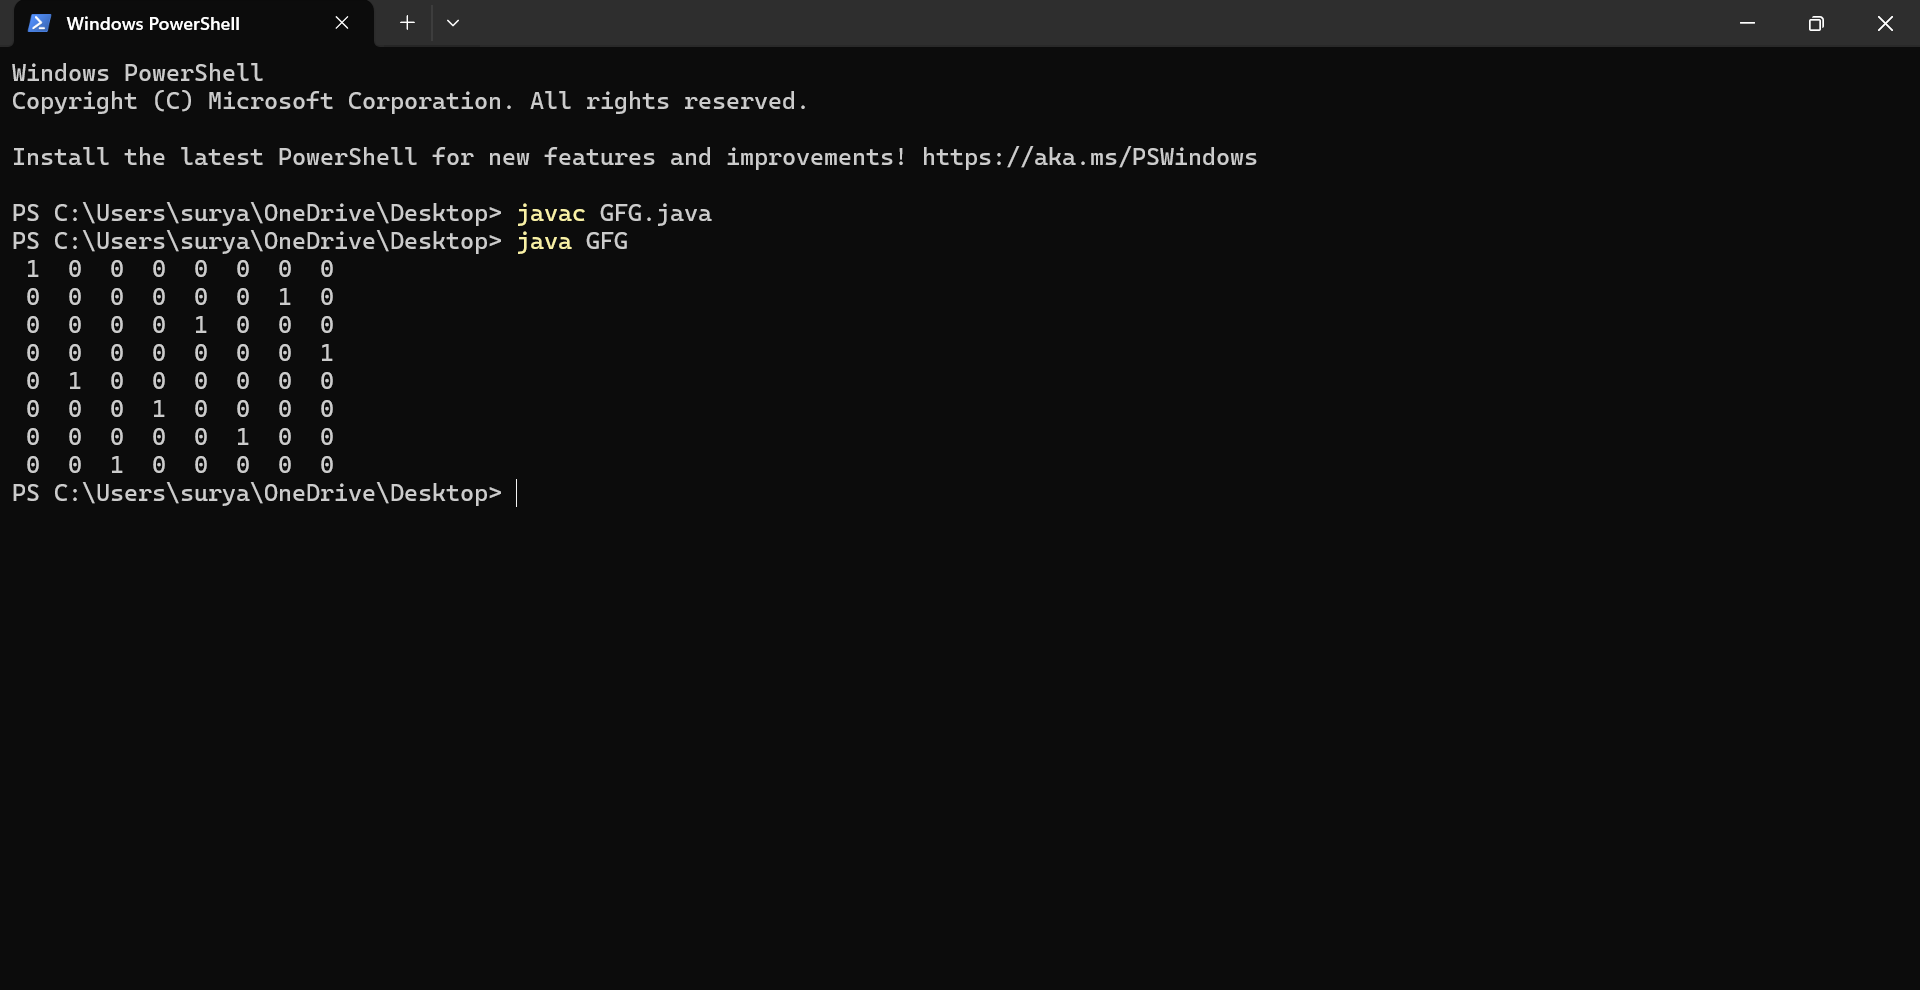 Windows PowerShell
Windows PowerShell
Copyright (C) Microsoft Corporation. All rights reserved.
Install the latest PowerShell for new features and improvements! https://aka.ms/PSWindows
PS C:\Users\surya\OneDrive\Desktop> javac GFG.java
PS C:\Users\surya\OneDrive\Desktop> java GFG
1 0 0 0 0 0 0 0
0 0 0 0 0 0 1 0
0 0 0 0 1 0 0 0
0 0 0 0 0 0 0 1
0 1 0 0 0 0 0 0
0 0 0 1 0 0 0 0
0 0 0 0 0 1 0 0
0 0 1 0 0 0 0 0
PS C:\Users\surya\OneDrive\Desktop>